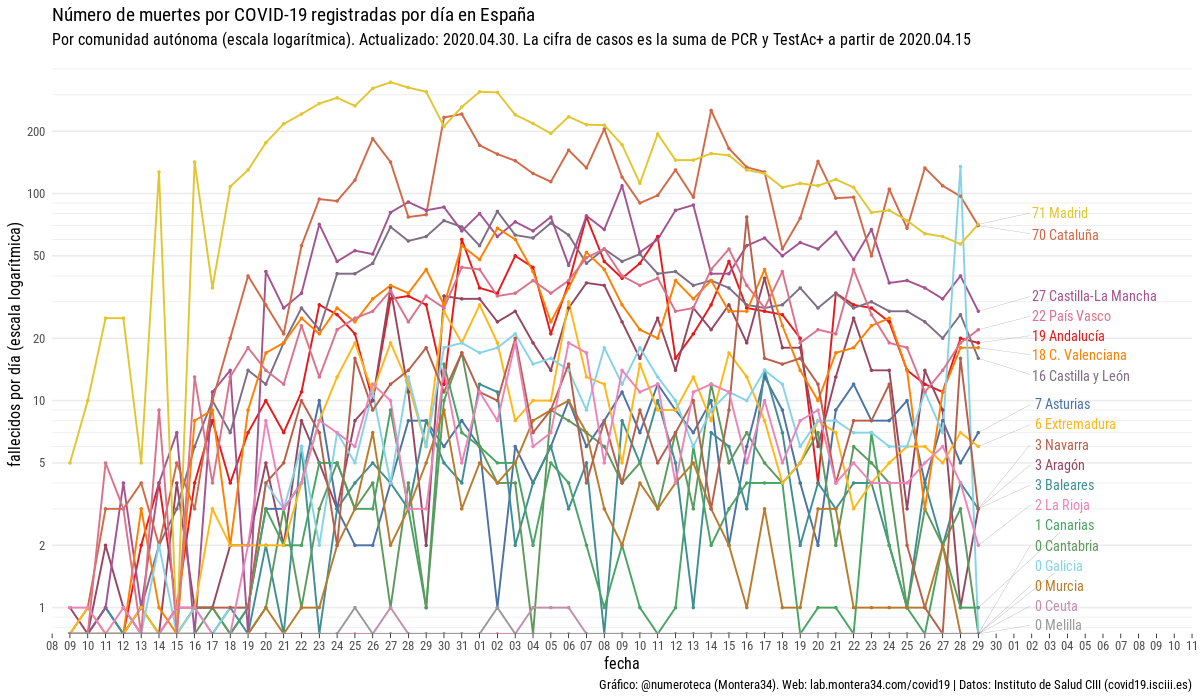 Número de muertes por COVID-19 registradas por día en España
Por comunidad autónoma (escala logarítmica). Actualizado: 2020.04.30. La cifra de casos es la suma de PCR y TestAc+ a partir de 2020.04.15
fallecidos por día (escala logarítmica)
200
100
50
20
10
5
2
1
71 Madrid
70 Cataluña
27 Castilla-La Mancha
22 País Vasco
19 Andalucía
18 C. Valenciana
16 Castilla y León
7 Asturias
6 Extremadura
3 Navarra
3 Aragón
3 Baleares
2 La Rioja
1 Canarias
0 Cantabria
0 Galicia
0 Murcia
0 Ceuta
0 Melilla
08 09 10 11 12 13 14 15 16 17 18 19 20 21 22 23 24 25 26 27 28 29 30 31 01 02 03 04 05 06 07 08 09 10 11 12 13 14 15 16 17 18 19 20 21 22 23 24 25 26 27 28 29 30 01 02 03 04 05 06 07 08 09 10 11
fecha
Gráfico: @numeroteca (Montera34). Web: lab.montera34.com/covid19 | Datos: Instituto de Salud CIII (covid19.isciii.es)